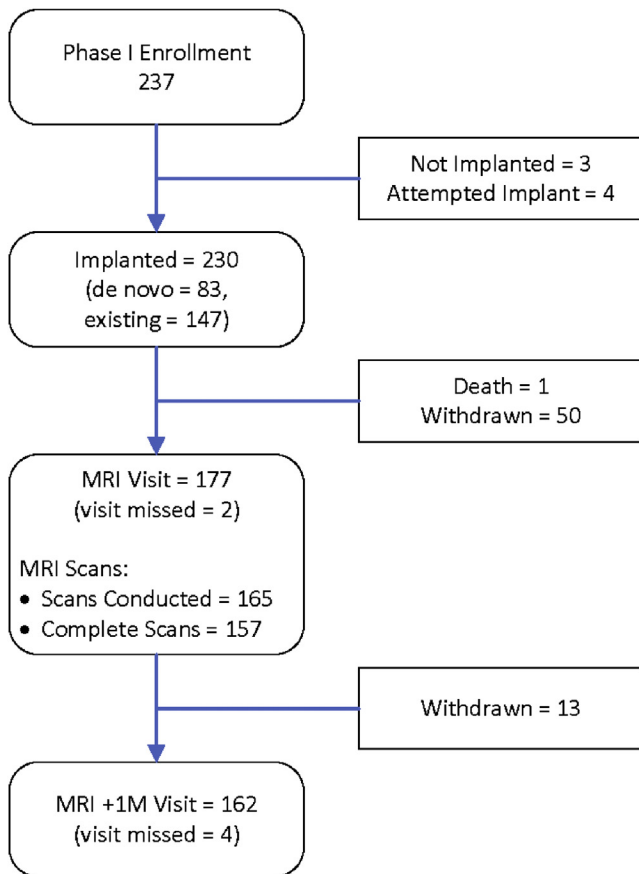 Phase I Enrollment
237
Not Implanted = 3
Attempted Implant = 4
Implanted = 230
(de novo = 83,
existing = 147)
Death = 1
Withdrawn = 50
MRI Visit = 177
(visit missed = 2)
MRI Scans:
• Scans Conducted = 165
• Complete Scans = 157
Withdrawn = 13
MRI +1M Visit = 162
(visit missed = 4)